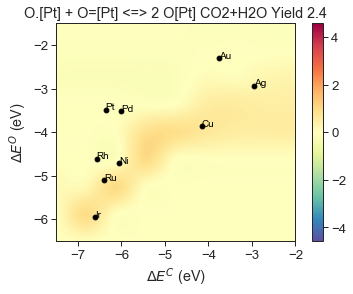 O.[Pt] + O=[Pt] <=> 2 O[Pt] CO2+H2O Yield 2.4
−2
−3
−4
−5
−6
ΔE^O (eV)
Au
Ag
Pt
Pd
Cu
Rh
Ni
Ru
Ir
−7
−6
−5
−4
−3
−2
ΔE^C (eV)
4
2
0
−2
−4